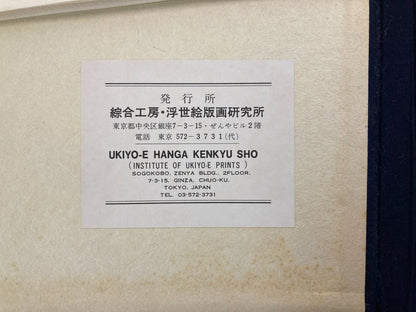 発行所
綜合工房・浮世絵版画研究所
東京都中央区銀座7－3－15・ぜんやビル2階
電話 東京 572－3731(代)
UKIYO-E HANGA KENKYU SHO
(INSTITUTE OF UKIYO-E PRINTS)
SOGOKOBO, ZENYA BLDG., 2FLOOR,
7-3-15, GINZA, CHUO-KU,
TOKYO, JAPAN
TEL. 03-572-3731